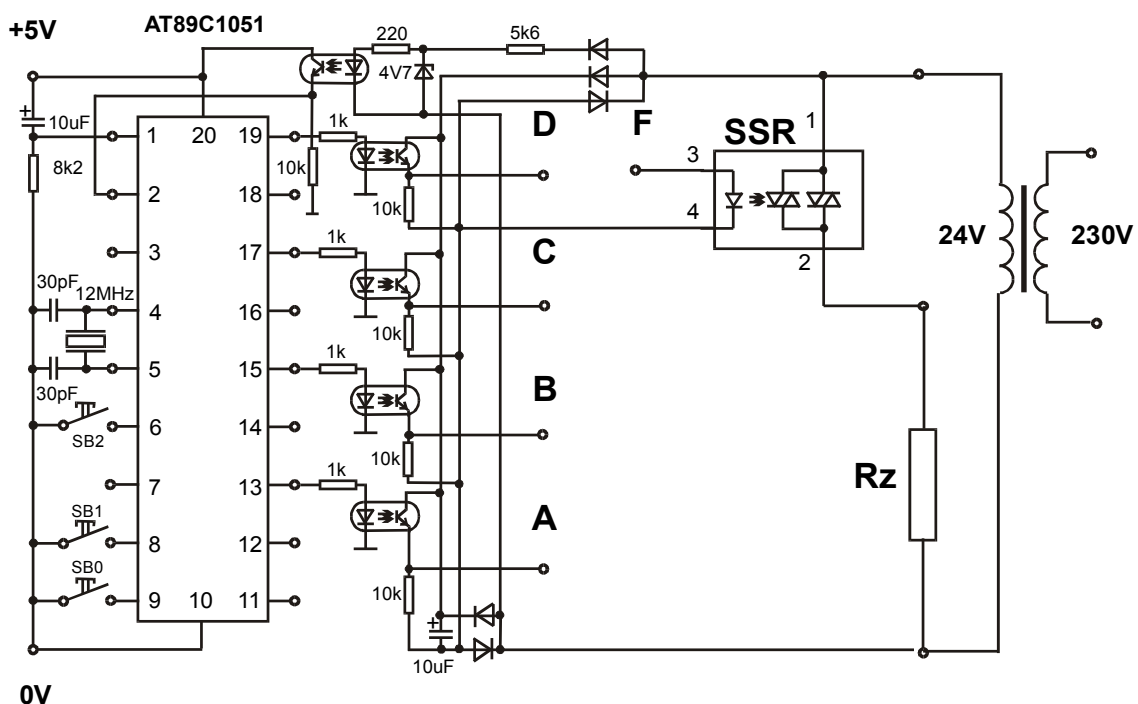 +5V
AT89C1051
220
5k6
4V7
+
10uF
1
20
19
1k
D
F
SSR
1
8k2
10k
3
2
18
10k
4
3
17
1k
C
2
24V
230V
30pF
12MHz
4
16
10k
5
15
1k
B
30pF
SB2
6
14
10k
Rz
7
13
1k
A
SB1
8
12
SB0
9
10
11
10k
+
10uF
0V